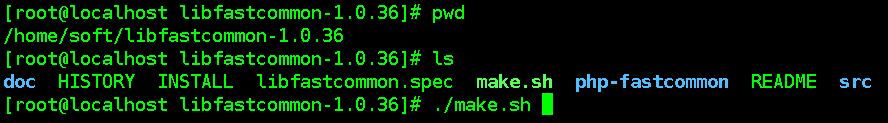 [root@localhost libfastcommon-1.0.36]# pwd
/home/soft/libfastcommon-1.0.36
[root@localhost libfastcommon-1.0.36]# ls
doc HISTORY INSTALL libfastcommon.spec make.sh php-fastcommon README src
[root@localhost libfastcommon-1.0.36]# ./make.sh